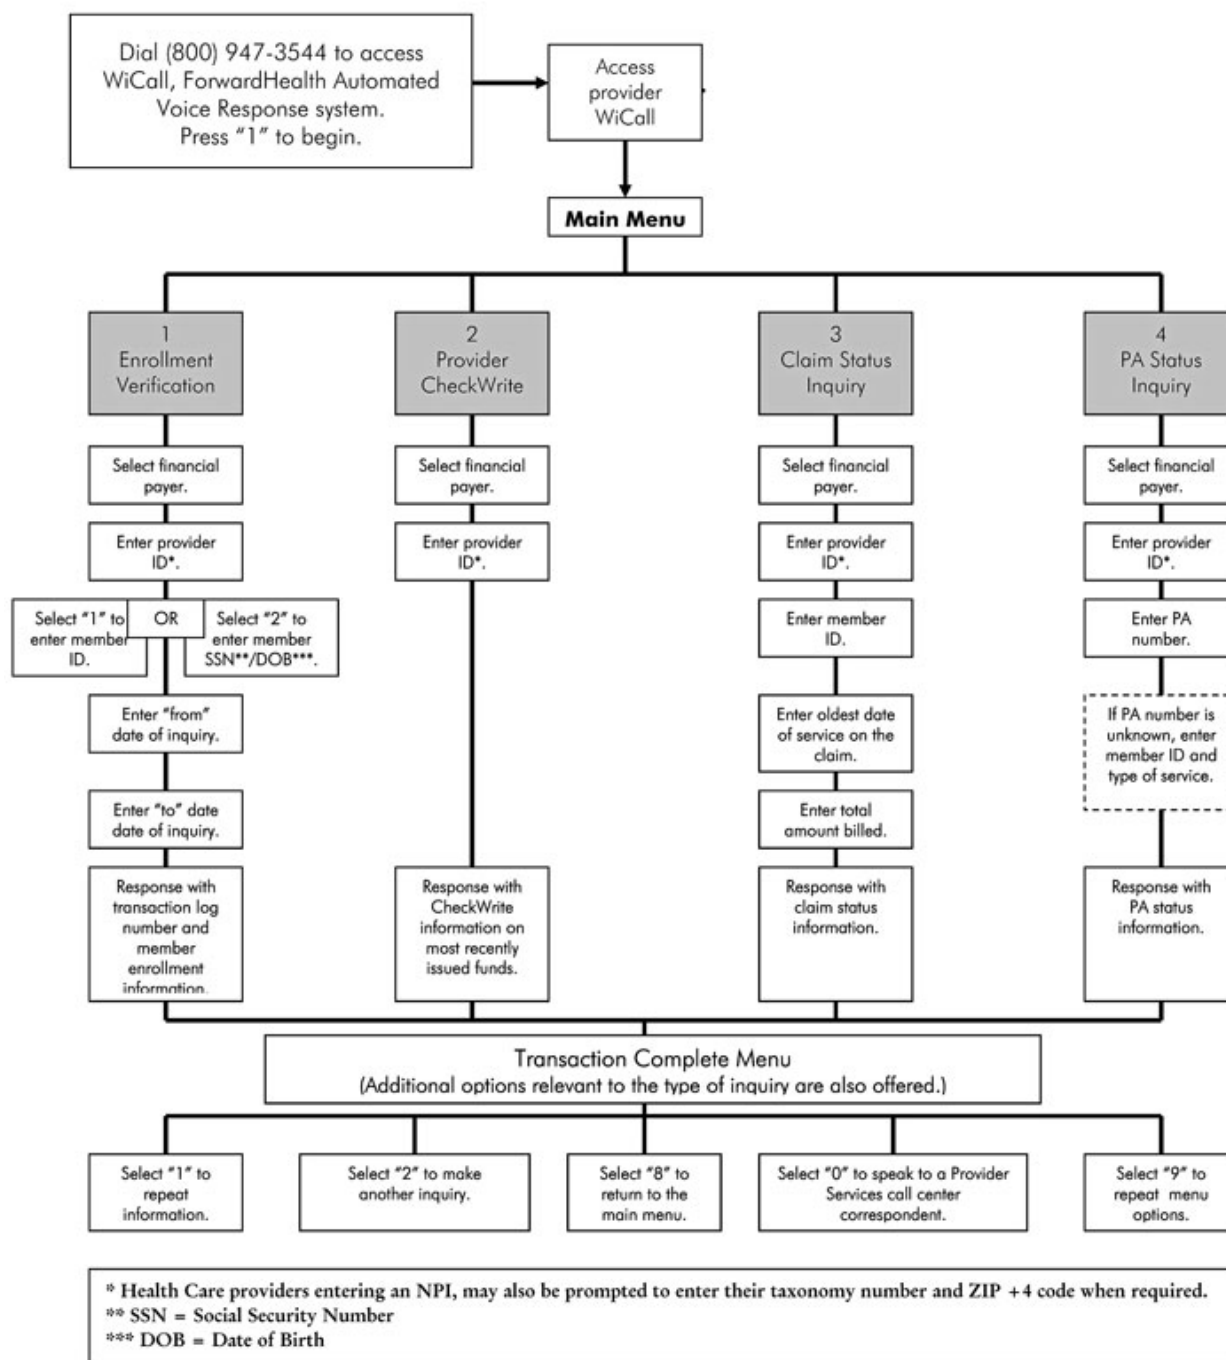 Dial (800) 947-3544 to access
WiCall, ForwardHealth Automated
Voice Response system.
Press “1” to begin.
Access
provider
WiCall
Main Menu
1
Enrollment
Verification
2
Provider
CheckWrite
3
Claim Status
Inquiry
4
PA Status
Inquiry
Select financial
payer.
Select financial
payer.
Select financial
payer.
Select financial
payer.
Enter provider
ID*.
Enter provider
ID*.
Enter provider
ID*.
Enter provider
ID*.
Select “1” to
enter member
ID.
OR
Select “2” to
enter member
SSN**/DOB***.
Enter member
ID.
Enter PA
number.
Enter “from”
date of inquiry.
Enter oldest date
of service on the
claim.
If PA number is
unknown, enter
member ID and
type of service.
Enter “to” date
date of inquiry.
Enter total
amount billed.
Response with
transaction log
number and
member
enrollment
information.
Response with
CheckWrite
information on
most recently
issued funds.
Response with
claim status
information.
Response with
PA status
information.
Transaction Complete Menu
(Additional options relevant to the type of inquiry are also offered.)
Select “1” to
repeat
information.
Select “2” to make
another inquiry.
Select “8” to
return to the
main menu.
Select “0” to speak to a Provider
Services call center
correspondent.
Select “9” to
repeat menu
options.
* Health Care providers entering an NPI, may also be prompted to enter their taxonomy number and ZIP +4 code when required.
** SSN = Social Security Number
*** DOB = Date of Birth